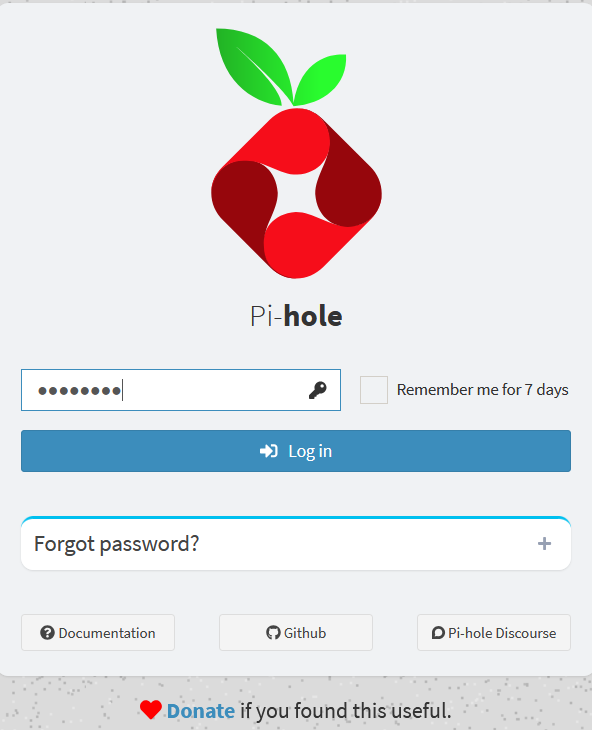 Pi-hole
●●●●●●●●
Remember me for 7 days
Log in
Forgot password?
Documentation
Github
Pi-hole Discourse
Donate if you found this useful.